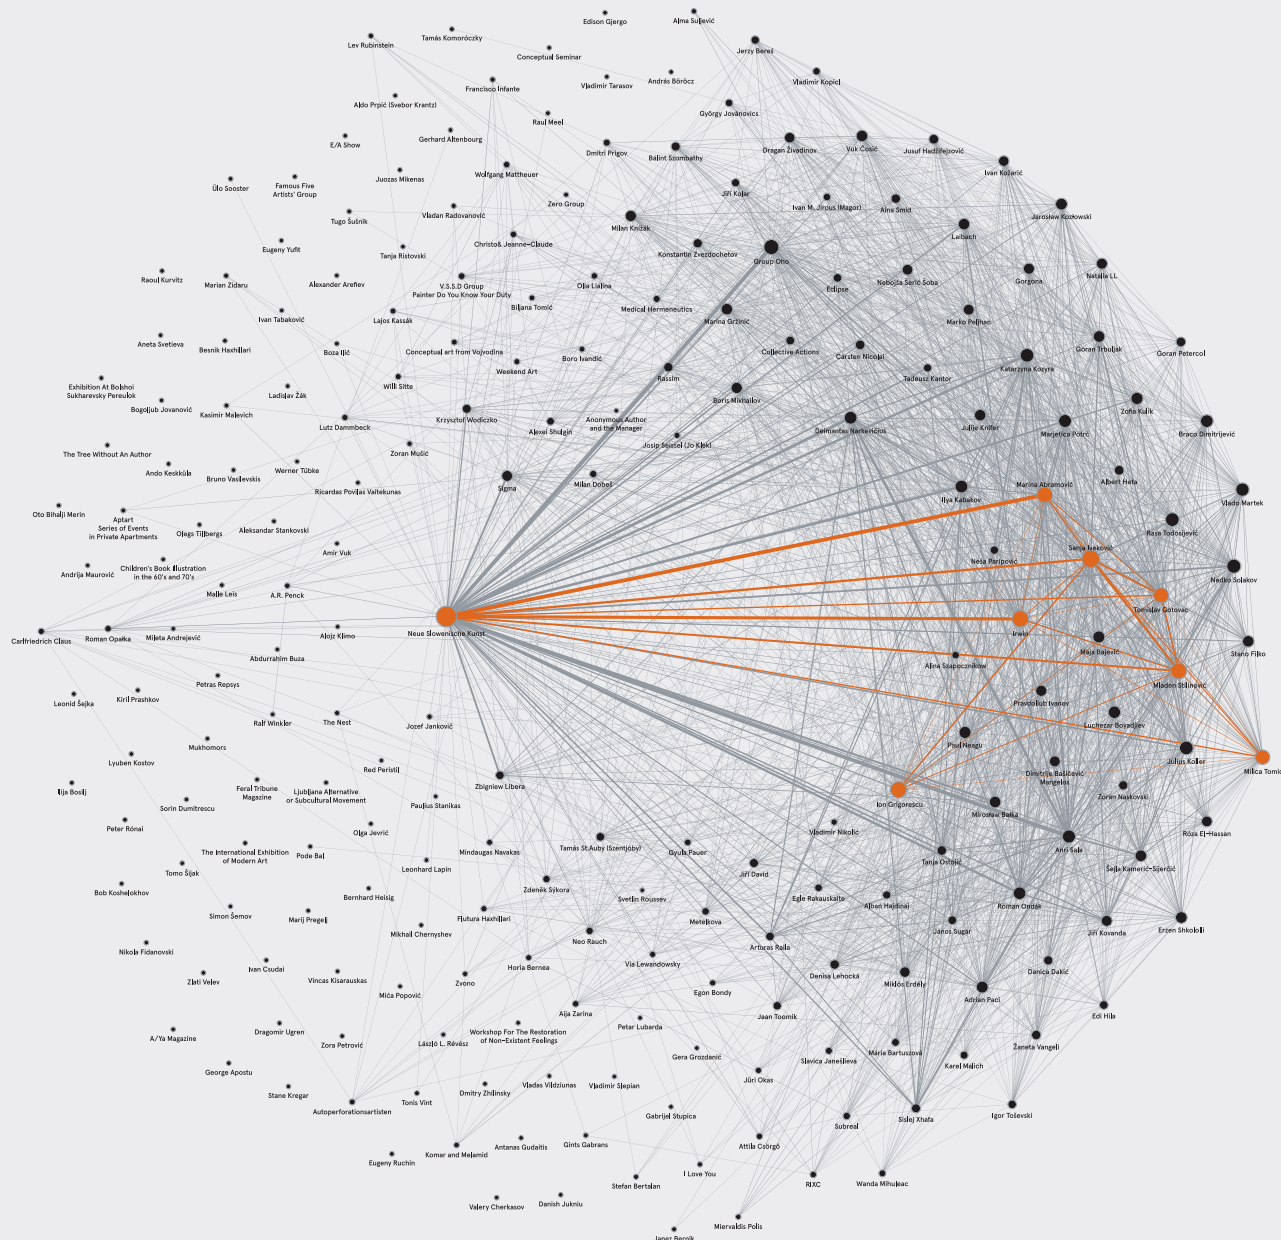 Edison Gjergo
Alma Suljević
Lev Rubinstein
Tamás Komoróczky
Conceptual Seminar
Jerzy Bereś
Vladimir Tarasov
András Böröcz
Vladimir Kopicl
Francisco Infante
Aldo Prpić (Svebor Krantz)
Raul Meel
György Jovánovics
E/A Show
Gerhard Altenbourg
Dmitri Prigov
Bálint Szombathy
Dragan Živadinov
Vuk Ćosić
Jusuf Hadžifejzović
Ivan Kožarić
Ülo Sooster
Famous Five
Artists' Group
Juozas Mikenas
Wolfgang Mattheuer
Zero Group
Jiří Kolar
Ivan M. Jirous (Magor)
Aina Smid
Jarosław Kozłowski
Tugo Šušnik
Vladan Radovanović
Milan Knížák
Laibach
Eugeny Yufit
Tanja Ristovski
Christo& Jeanne-Claude
Konstantin Zvezdochetov
Group Oho
Raoul Kurvitz
Marian Zidaru
Alexander Arefiev
V.S.S.D Group
Painter Do You Know Your Duty
Olia Lialina
Eclipse
Nebojša Serić Šoba
Gorgona
Natalia LL
Biljana Tomić
Medical Hermeneutics
Marina Gržinić
Marko Peljhan
Ivan Tabaković
Lajos Kassák
Aneta Svetieva
Besnik Haxhillari
Boza Ilić
Conceptual art from Vojvodina
Boro Ivandić
Collective Actions
Carsten Nicolai
Katarzyna Kozyra
Goran Trbuljak
Goran Petercol
Weekend Art
Rassim
Tadeusz Kantor
Exhibition At Bolshoi
Sukharevsky Pereulok
Ladislav Žák
Willi Sitte
Boris Mikhailov
Bogoljub Jovanović
Kasimir Malevich
Lutz Dammbeck
Krzysztof Wodiczko
Alexei Shulgin
Anonymous Author
and the Manager
Deimantas Narkevičius
Julije Knifer
Marjetica Potrč
Zofia Kulik
Braco Dimitrijević
Josip Seissel (Jo Klek)
Zoran Mušić
The Tree Without An Author
Ando Keskküla
Bruno Vasilevskis
Werner Tübke
Ricardas Povilas Vaitekunas
Sigma
Milan Dobeš
Ilya Kabakov
Marina Abramović
Albert Heta
Vlado Martek
Oto Bihalji Merin
Aptart
Series of Events
in Private Apartments
Olegs Tillbergs
Aleksandar Stankovski
Rasa Todosijević
Amir Vuk
Sanja Iveković
Neša Paripović
Nedko Solakov
Andrija Maurović
Children's Book Illustration
in the 60's and 70's
Malle Leis
A.R. Penck
Tomislav Gotovac
Carlfriedrich Claus
Roman Opałka
Mileta Andrejević
Alojz Klimo
Neue Slowenische Kunst
Irwin
Maja Bajević
Stano Filko
Abdurrahim Buza
Alina Szapocznikow
Mladen Stilinović
Leonid Šejka
Kiril Prashkov
Petras Repsys
Pravdoliub Ivanov
Ralf Winkler
The Nest
Jozef Jankovič
Luchezar Boyadjiev
Mukhomors
Paul Neagu
Lyuben Kostov
Red Peristil
Zbigniew Libera
Dimitrije Bašičević
Mangelos
Július Koller
Milica Tomić
Ilija Bosilj
Sorin Dumitrescu
Feral Tribune
Magazine
Ljubljana Alternative
or Subcultural Movement
Paulius Stanikas
Ion Grigorescu
Zoran Naskovski
Mirosław Bałka
Peter Rónai
Olga Jevrić
Vladimir Nikolić
Róza El-Hassan
The International Exhibition
of Modern Art
Pode Bal
Mindaugas Navakas
Tamás St.Auby (Szentjóby)
Gyula Pauer
Tanja Ostojić
Anri Sala
Šejla Kamerić-Sijerčić
Tomo Šijak
Leonhard Lapin
Zdeněk Sýkora
Jiří David
Bob Koshelokhov
Bernhard Heisig
Svetlin Roussev
Egle Rakauskaite
Alban Hajdinaj
Roman Ondák
Simon Šemov
Marij Pregelj
Mikhail Chernyshev
Flutura Haxhillari
Metelkova
János Sugár
Jiří Kovanda
Erzen Shkololli
Nikola Fidanovski
Neo Rauch
Arturas Raila
Ivan Csudai
Horia Bernea
Via Lewandowsky
Denisa Lehocká
Miklós Erdély
Danica Dakić
Zlati Velev
Vincas Kisarauskas
Mića Popović
Zvono
Egon Bondy
Adrian Paci
Aija Zarina
Jaan Toomik
Edi Hila
A/Ya Magazine
Dragomir Ugren
Zora Petrović
László L. Révész
Workshop For The Restoration
of Non-Existent Feelings
Petar Lubarda
Gera Grozdanić
Slavica Janešlieva
Mária Bartuszová
Karel Malich
Žaneta Vangeli
George Apostu
Stane Kregar
Autoperforationsartisten
Tonis Vint
Dmitry Zhilinsky
Vladas Vildziunas
Vladimir Slepian
Jüri Okas
Gabrijel Stupica
Subreal
Sislej Xhafa
Igor Toševski
Eugeny Ruchin
Komar and Melamid
Antanas Gudaitis
Gints Gabrans
Attila Csörgő
Stefan Bertalan
I Love You
RIXC
Wanda Mihuleac
Valery Cherkasov
Danish Jukniu
Miervaldis Polis
Janez Bernik